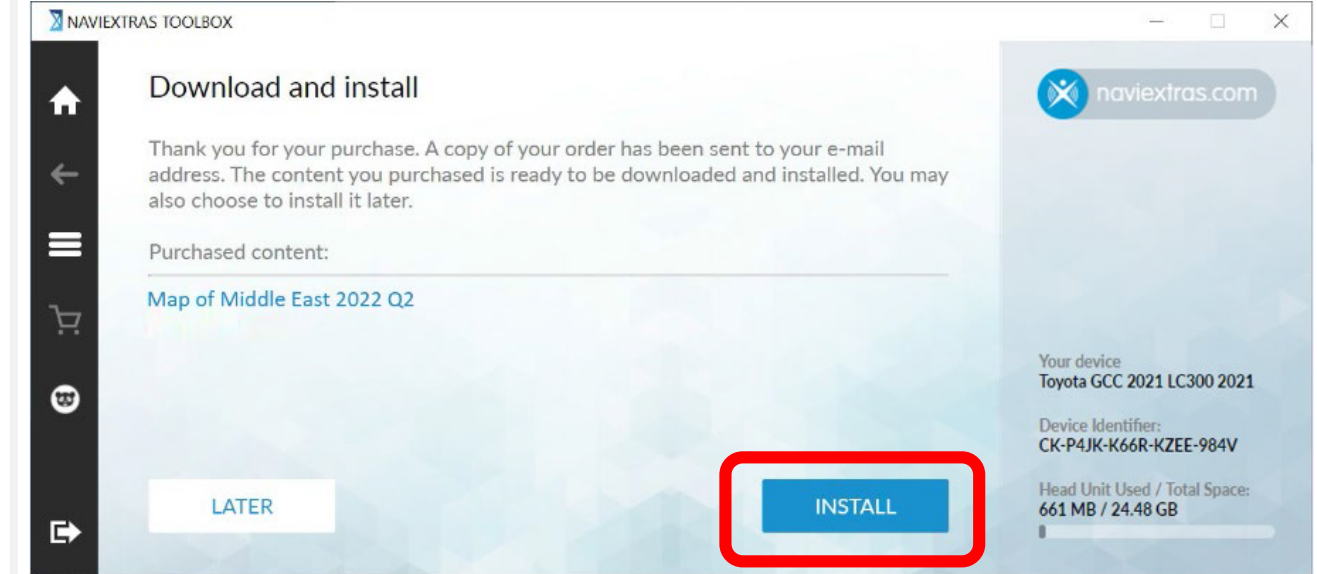 NAVIEXTRAS TOOLBOX
Download and install
naviextras.com
Thank you for your purchase. A copy of your order has been sent to your e-mail
address. The content you purchased is ready to be downloaded and installed. You may
also choose to install it later.
Purchased content:
Map of Middle East 2022 Q2
Your device
Toyota GCC 2021 LC300 2021
Device Identifier:
CK-P4JK-K66R-KZEE-984V
Head Unit Used / Total Space:
661 MB / 24.48 GB
LATER
INSTALL